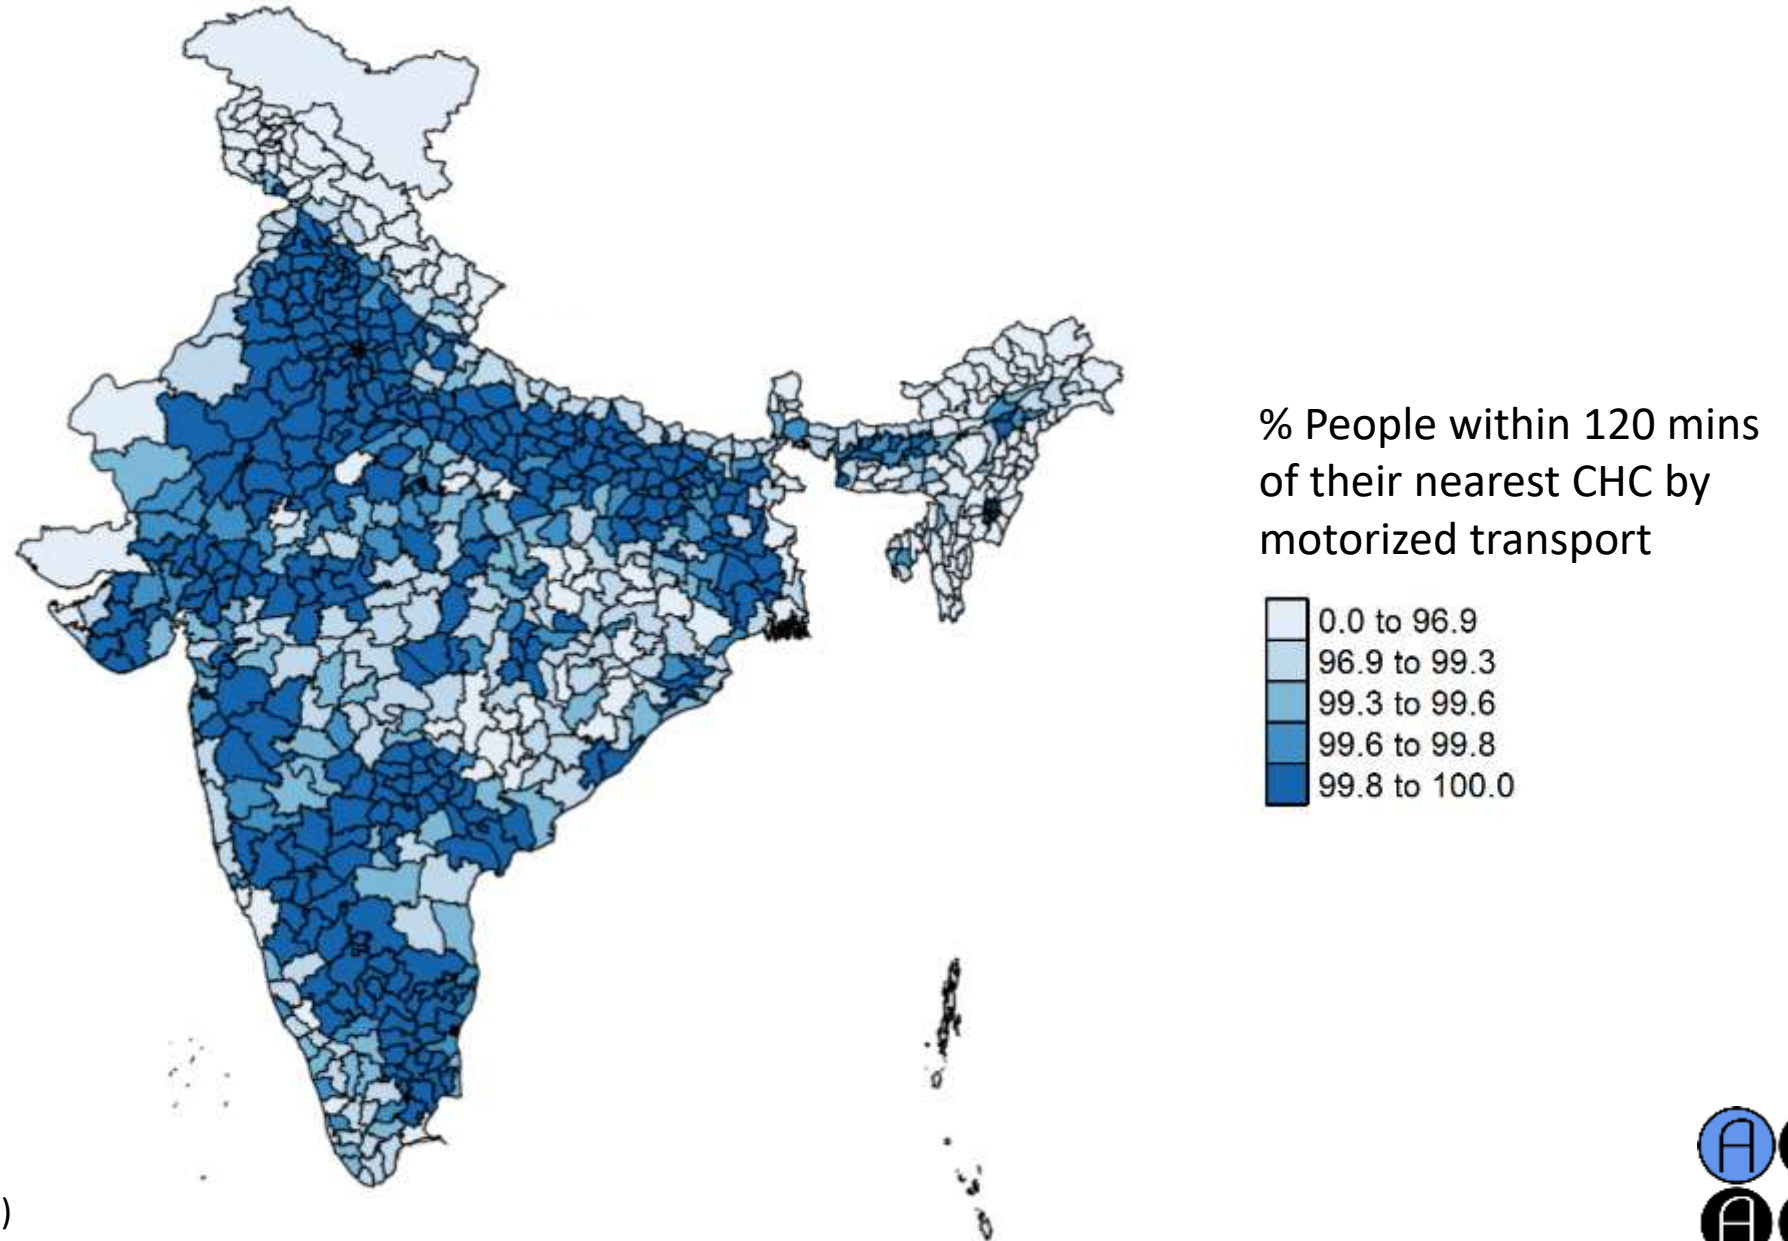 % People within 120 mins
of their nearest CHC by
motorized transport
0.0 to 96.9
96.9 to 99.3
99.3 to 99.6
99.6 to 99.8
99.8 to 100.0
)
A
A